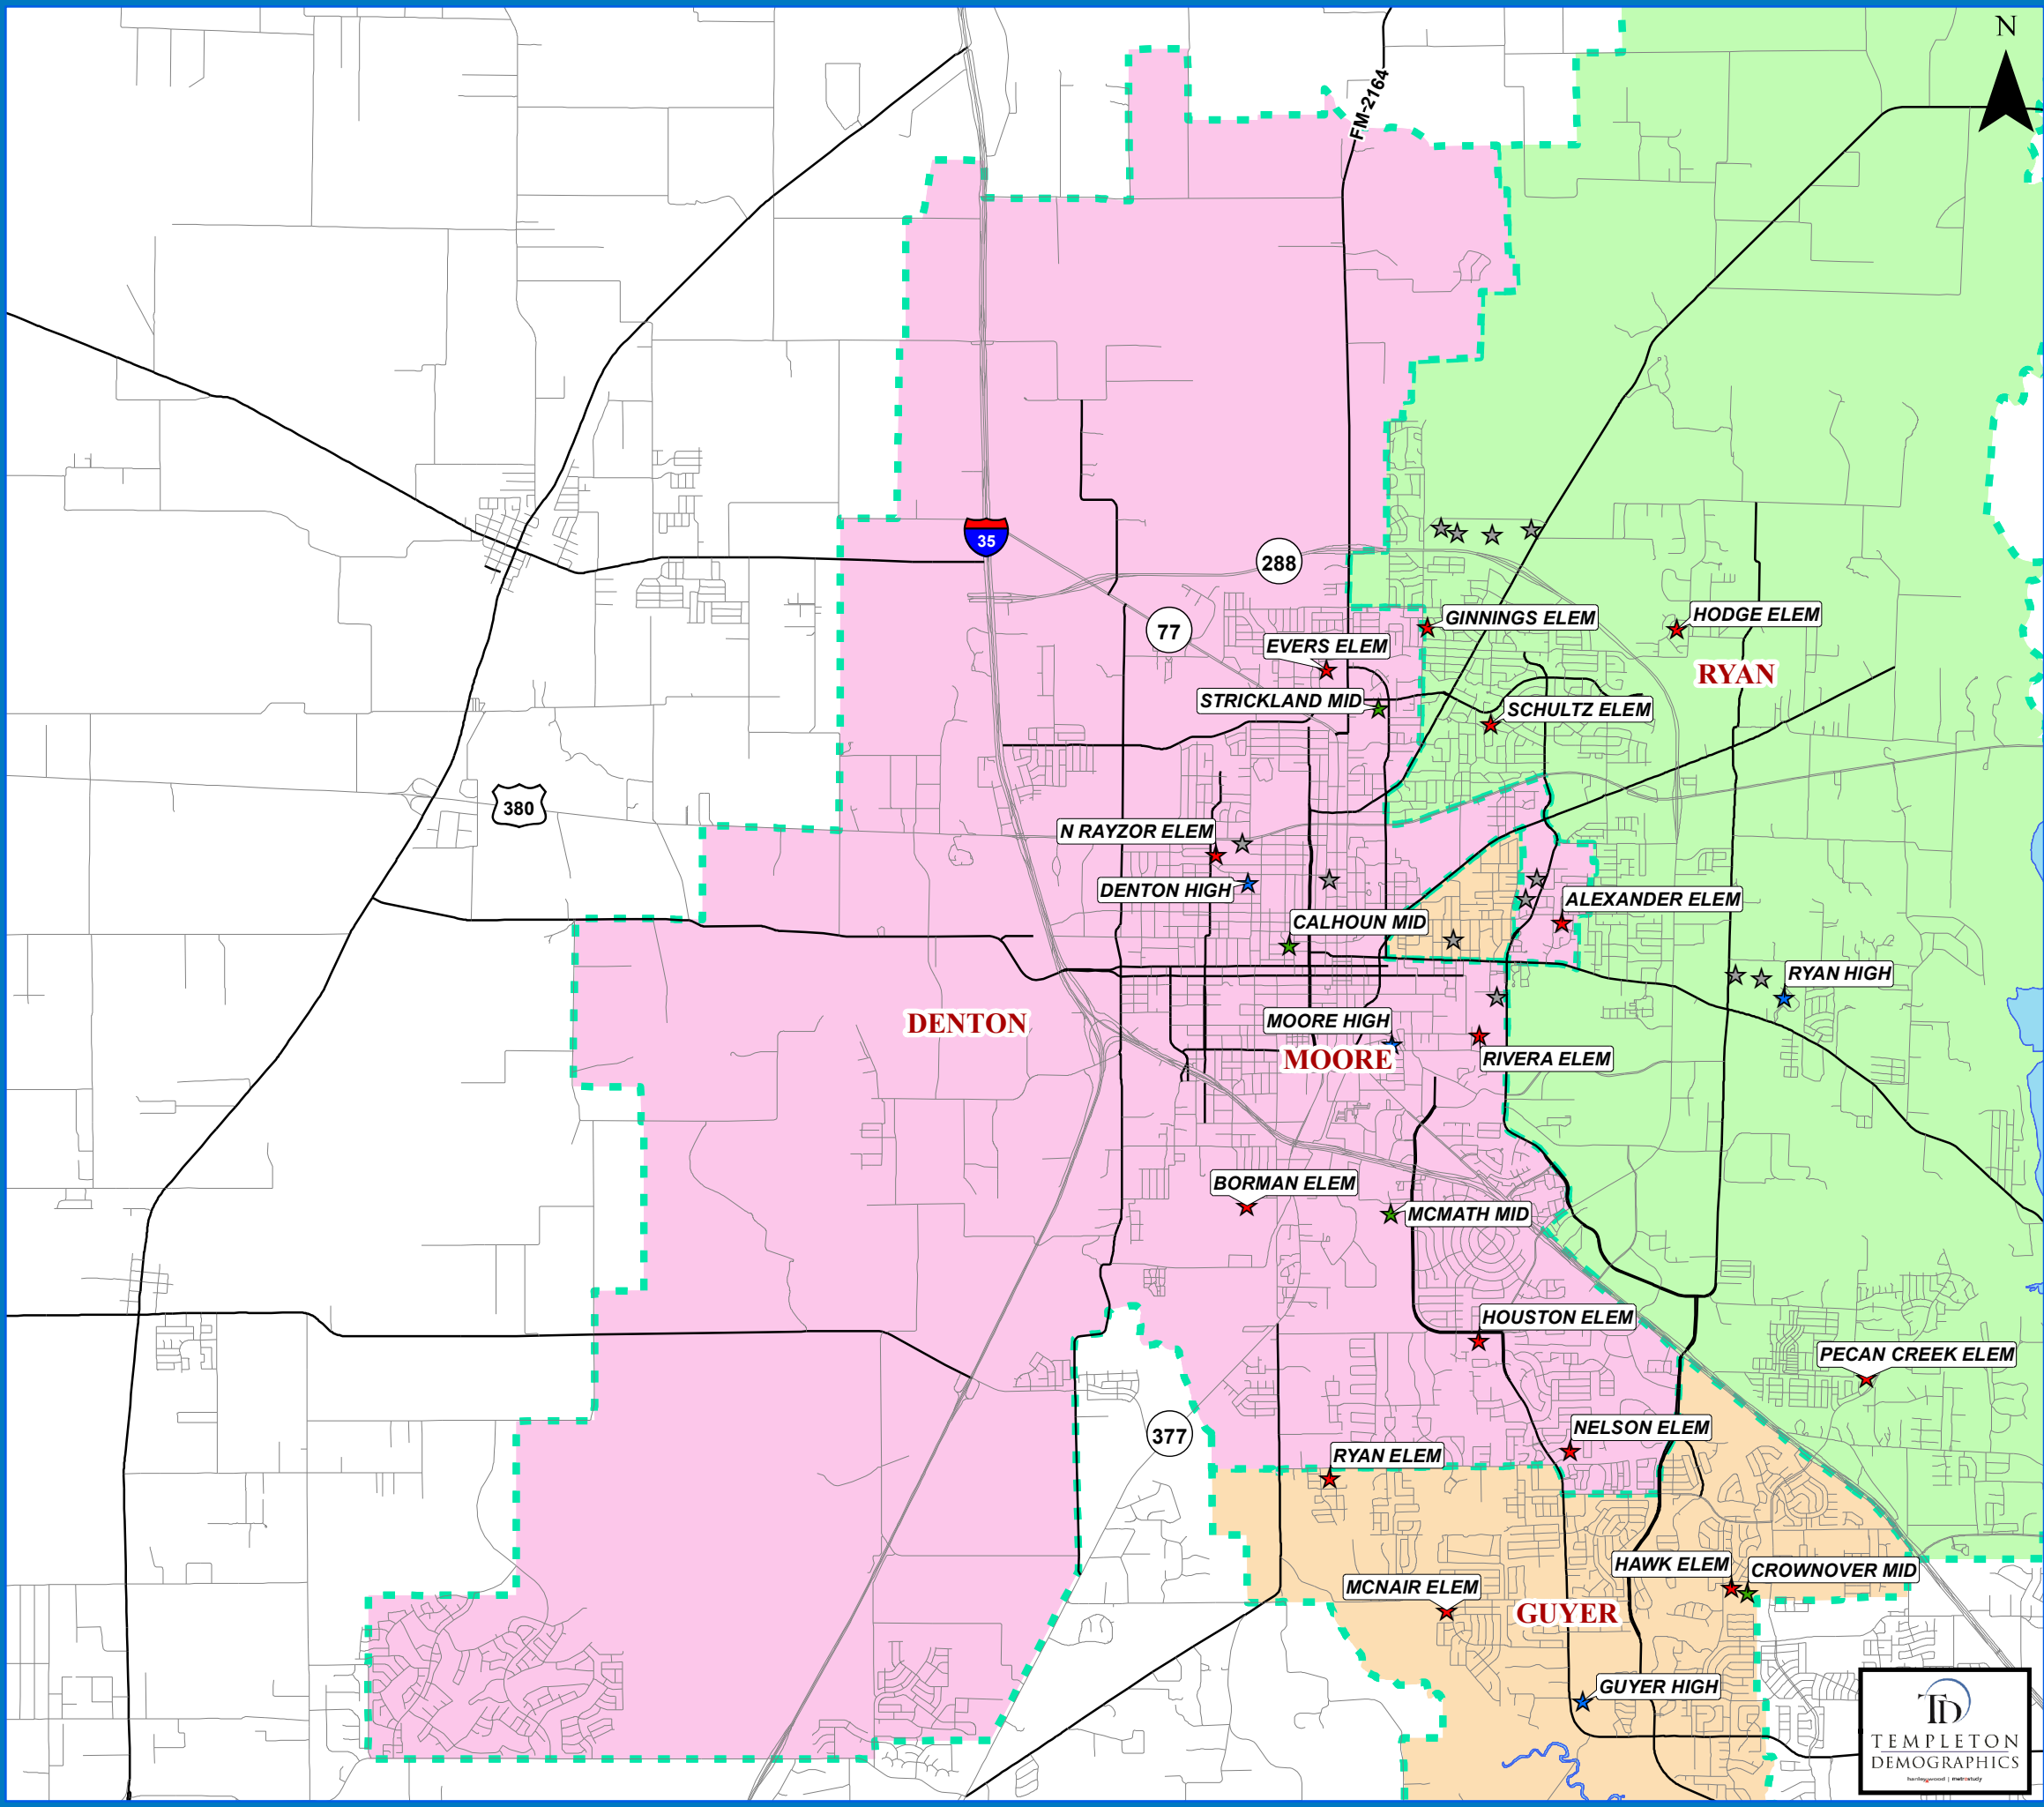 N
FM-2164
35
288
77
GINNINGS ELEM
HODGE ELEM
EVERS ELEM
RYAN
STRICKLAND MID
SCHULTZ ELEM
380
N RAYZOR ELEM
DENTON HIGH
ALEXANDER ELEM
CALHOUN MID
RYAN HIGH
DENTON
MOORE HIGH
MOORE
RIVERA ELEM
BORMAN ELEM
MCMATH MID
HOUSTON ELEM
PECAN CREEK ELEM
377
NELSON ELEM
RYAN ELEM
HAWK ELEM
CROWNOVER MID
MCNAIR ELEM
GUYER
GUYER HIGH
TD
TEMPLETON
DEMOGRAPHICS
hanleywood | metrostudy